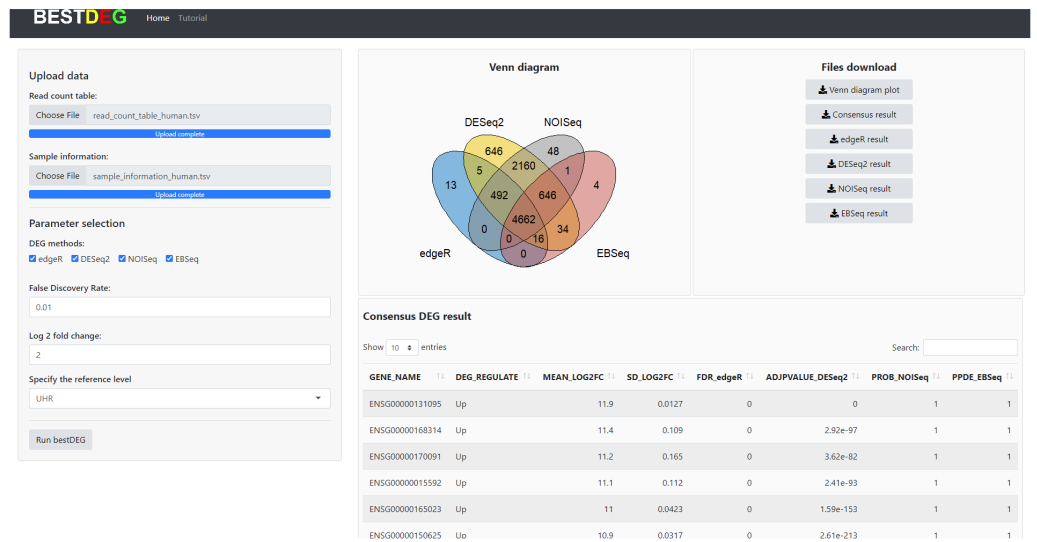 BESTDEG Home Tutorial
Upload data
Read count table:
Choose File read_count_table_human.tsv
Upload complete
Sample information:
Choose File sample_information_human.tsv
Upload complete
Parameter selection
DEG methods:
edgeR DESeq2 NOISeq EBSeq
False Discovery Rate:
0.01
Log 2 fold change:
2
Specify the reference level
UHR
Run bestDEG
Venn diagram
DESeq2 NOISeq
646 48
5 2160 1
13 4
492 646
4662
0 0 16 34
0
edgeR EBSeq
Files download
Venn diagram plot
Consensus result
edgeR result
DESeq2 result
NOISeq result
EBSeq result
Consensus DEG result
Show 10 entries Search:
GENE_NAME DEG_REGULATE MEAN_LOG2FC SD_LOG2FC FDR_edgeR ADJPVALUE_DESeq2 PROB_NOISeq PPDE_EBSeq
ENSG00000131095 Up 11.9 0.0127 0 0 1 1
ENSG00000168314 Up 11.4 0.109 0 2.92e-97 1 1
ENSG00000170091 Up 11.2 0.165 0 3.62e-82 1 1
ENSG00000015592 Up 11.1 0.112 0 2.41e-93 1 1
ENSG00000165023 Up 11 0.0423 0 1.59e-153 1 1
ENSG00000150625 Up 10.9 0.0317 0 2.61e-213 1 1